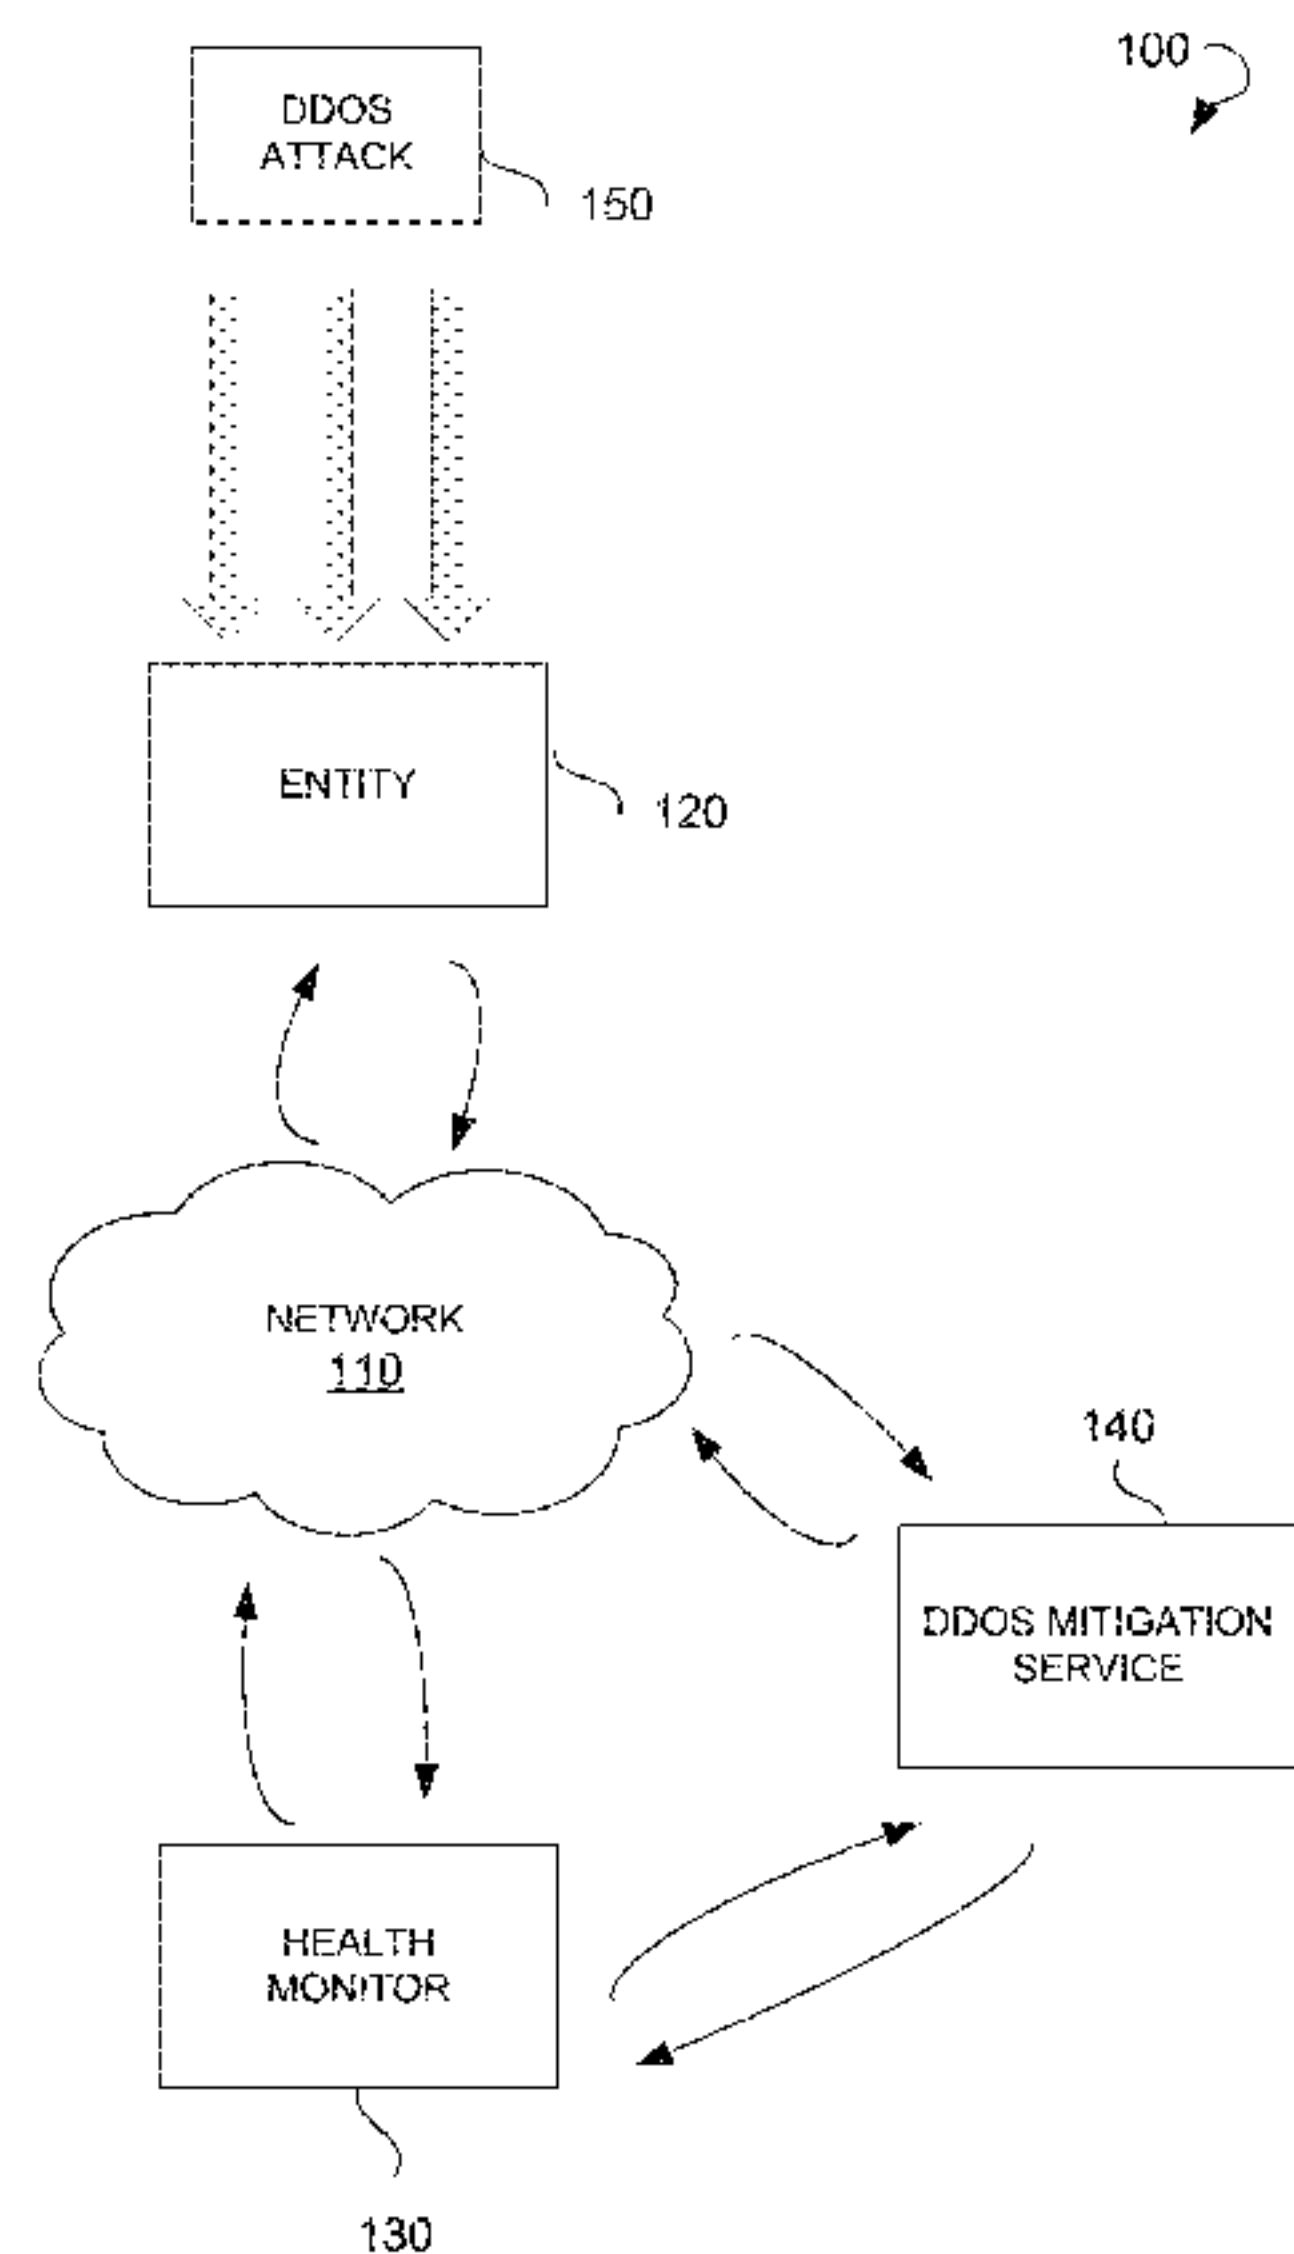 100
DDOS
ATTACK
150
ENTITY
120
NETWORK
110
140
DDOS MITIGATION
SERVICE
HEALTH
MONITOR
130